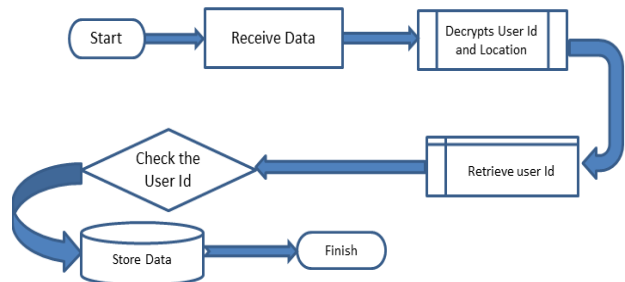 Start
Receive Data
Decrypts User Id
and Location
Retrieve user Id
Check the
User Id
Store Data
Finish